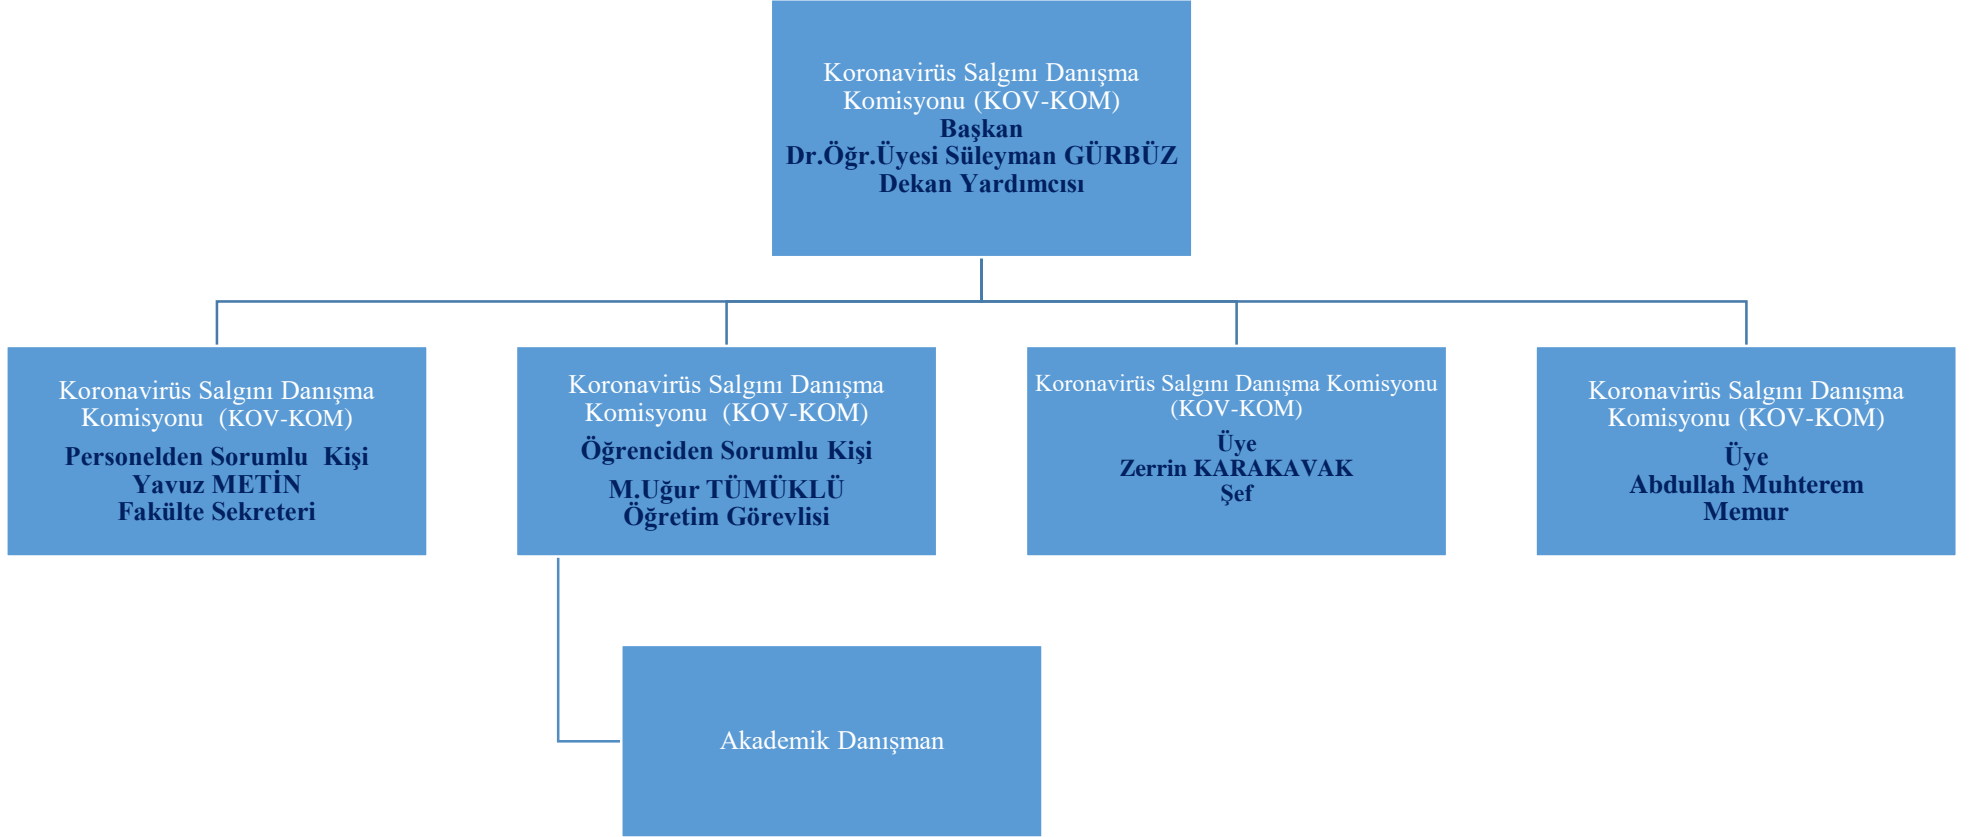 Koronavirüs Salgını Danışma
Komisyonu (KOV-KOM)
Başkan
Dr.Öğr.Üyesi Süleyman GÜRBÜZ
Dekan Yardımcısı
Koronavirüs Salgını Danışma
Komisyonu (KOV-KOM)
Personelden Sorumlu Kişi
Yavuz METİN
Fakülte Sekreteri
Koronavirüs Salgını Danışma
Komisyonu (KOV-KOM)
Öğrenciden Sorumlu Kişi
M.Uğur TÜMÜKLÜ
Öğretim Görevlisi
Koronavirüs Salgını Danışma Komisyonu
(KOV-KOM)
Üye
Zerrin KARAKAVAK
Şef
Koronavirüs Salgını Danışma
Komisyonu (KOV-KOM)
Üye
Abdullah Muhterem
Memur
Akademik Danışman